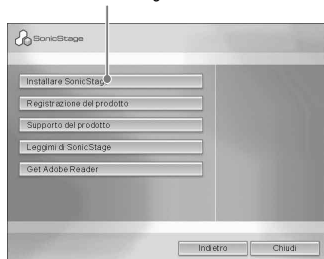 SonicStage
Installare SonicStage
Registrazione del prodotto
Supporto del prodotto
Leggimi di SonicStage
Get Adobe Reader
Indietro
Chiudi